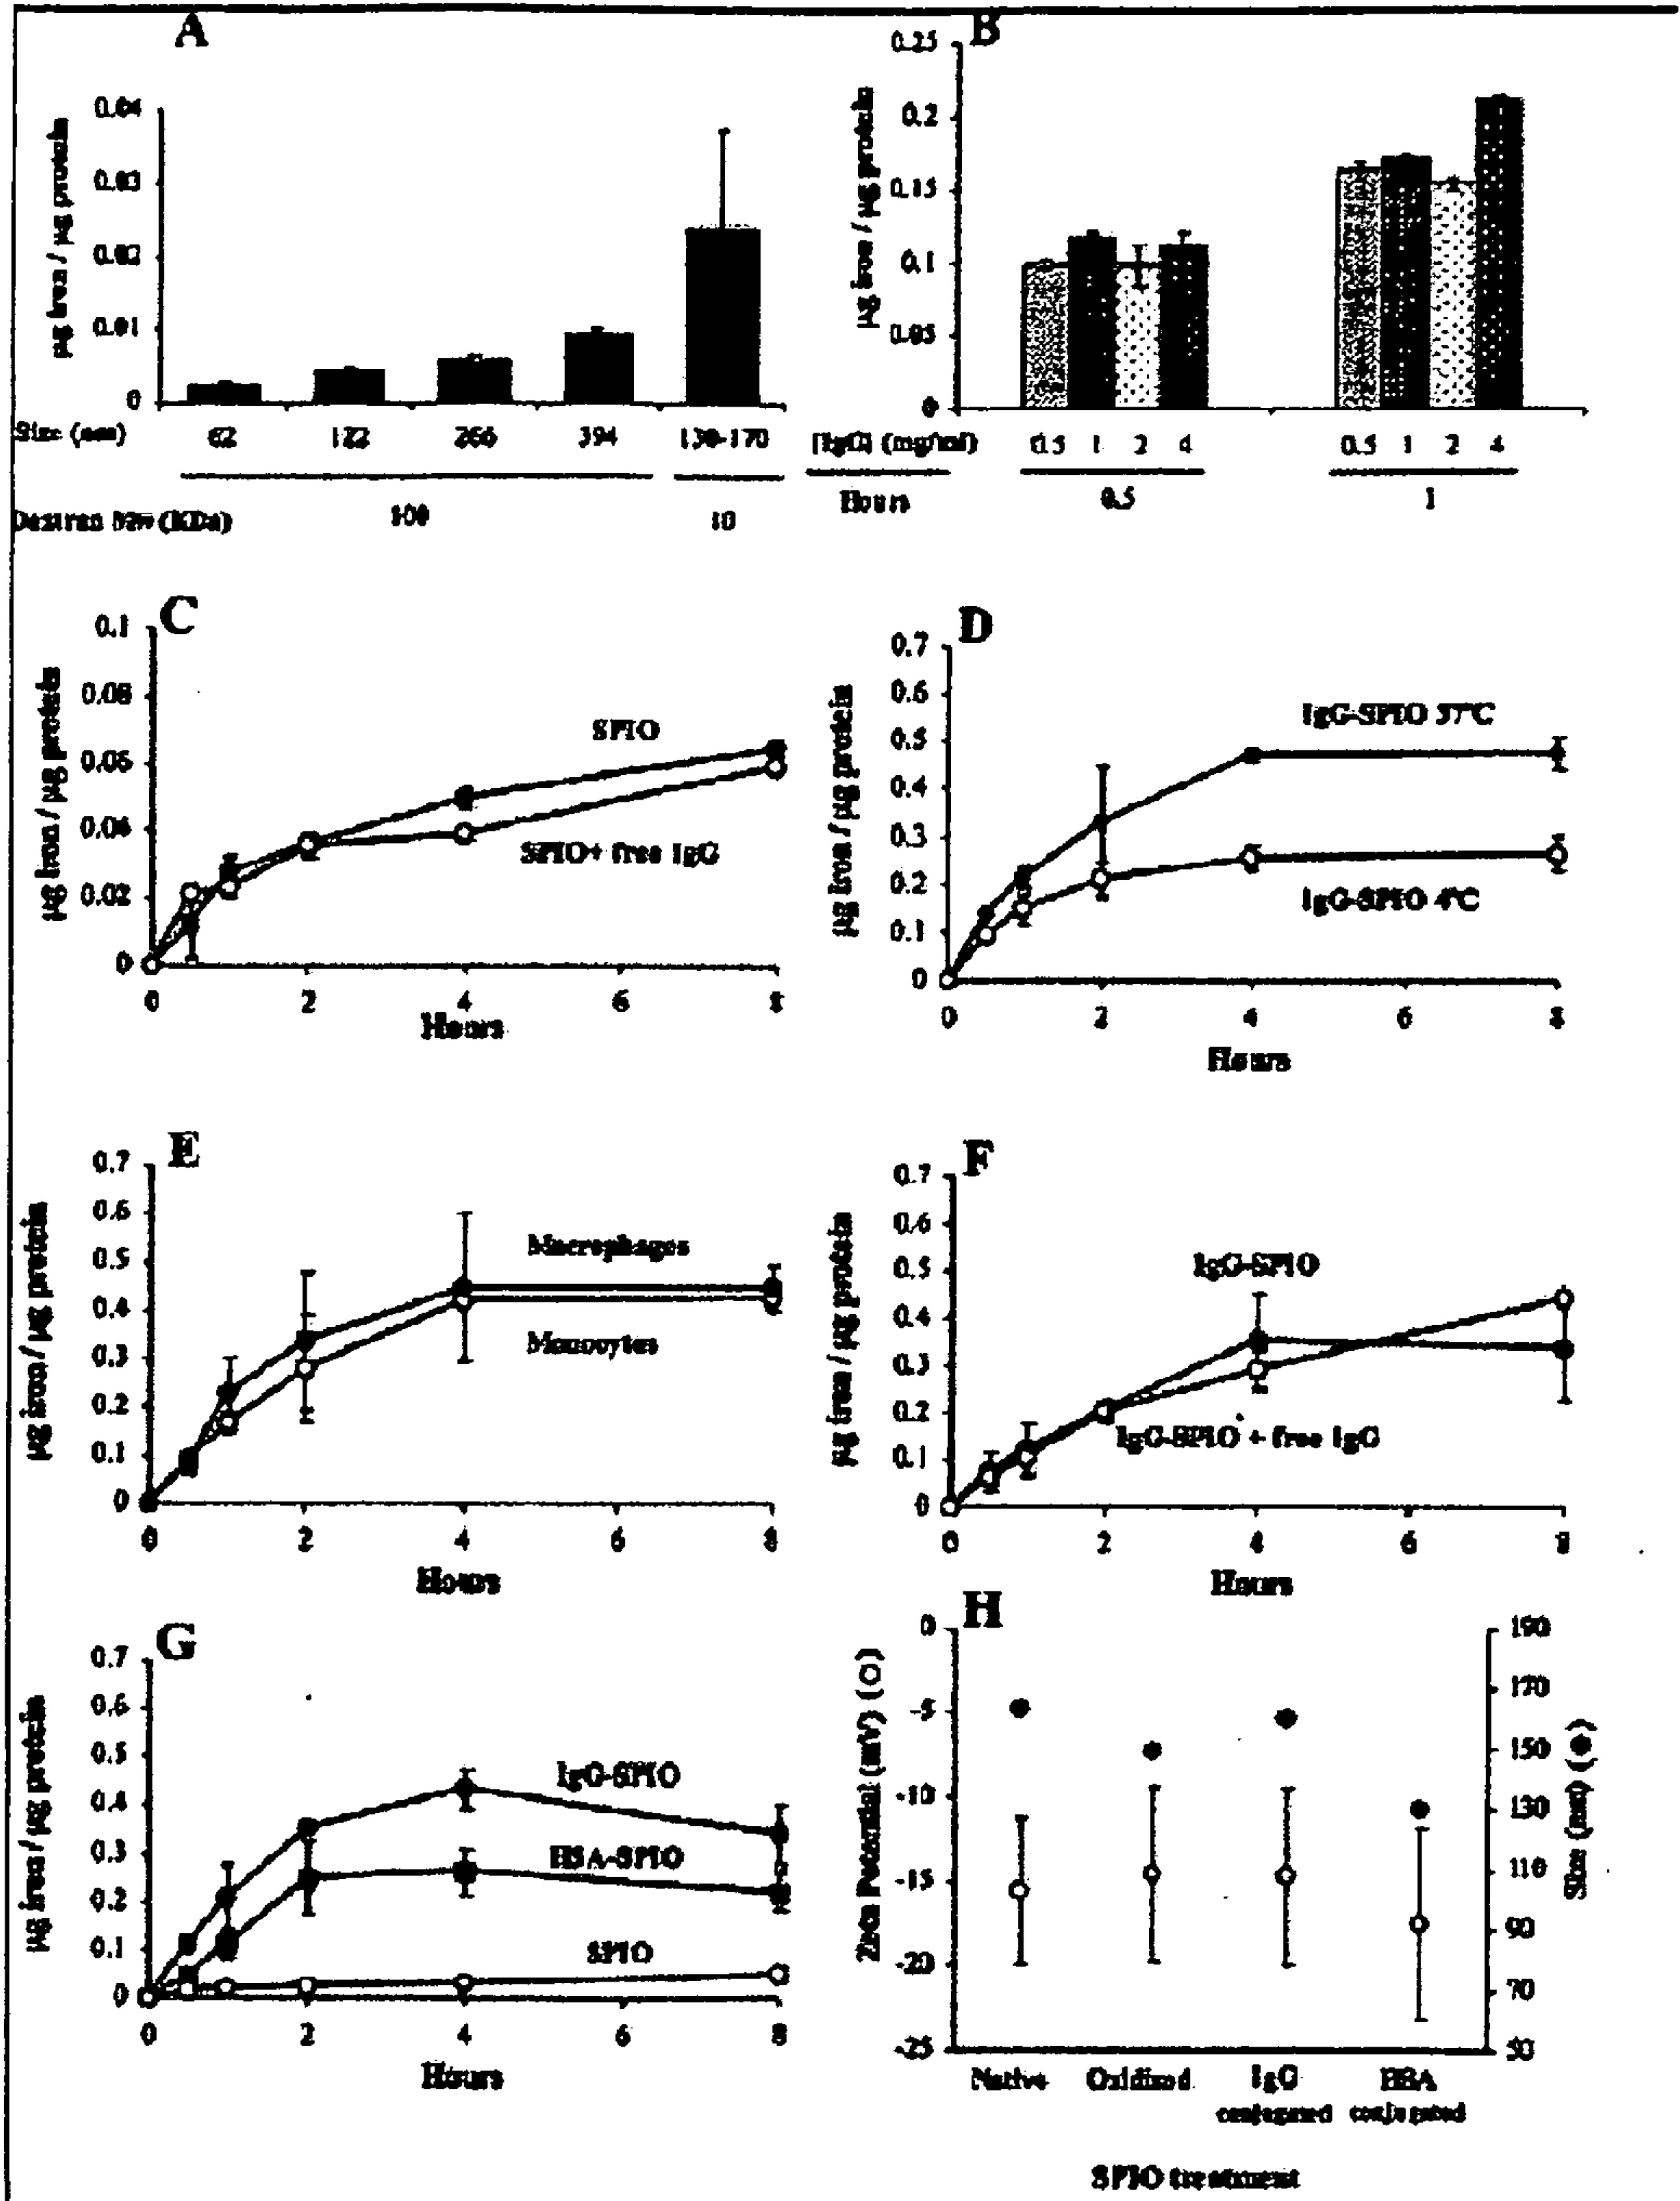 A
µg iron / µg protein
0.04
0.03
0.02
0.01
0
Size (nm)
62
122
266
394
130-170
Dextran Mw (KDa)
100
10
B
µg iron / µg protein
0.25
0.2
0.15
0.1
0.05
0
[IgG] (mg/ml)
0.5 1 2 4
0.5 1 2 4
Hours
0.5
1
C
µg iron / µg protein
0.1
0.08
0.06
0.04
0.02
0
SPIO
SPIO+ free IgG
0 2 4 6 8
Hours
D
µg iron / µg protein
0.7
0.6
0.5
0.4
0.3
0.2
0.1
0
IgG-SPIO 37°C
IgG-SPIO 4°C
0 2 4 6 8
Hours
E
µg iron / µg protein
0.7
0.6
0.5
0.4
0.3
0.2
0.1
0
Macrophages
Monocytes
0 2 4 6 8
Hours
F
µg iron / µg protein
0.7
0.6
0.5
0.4
0.3
0.2
0.1
0
IgG-SPIO
IgG-SPIO + free IgG
0 2 4 6 8
Hours
G
µg iron / µg protein
0.7
0.6
0.5
0.4
0.3
0.2
0.1
0
IgG-SPIO
HSA-SPIO
SPIO
0 2 4 6 8
Hours
H
Zeta Potential (mV) (○)
0
-5
-10
-15
-20
-25
190
170
150
130
110
90
70
50
Size (nm) (●)
Native
Oxidized
IgG
conjugated
HSA
conjugated
SPIO treatment